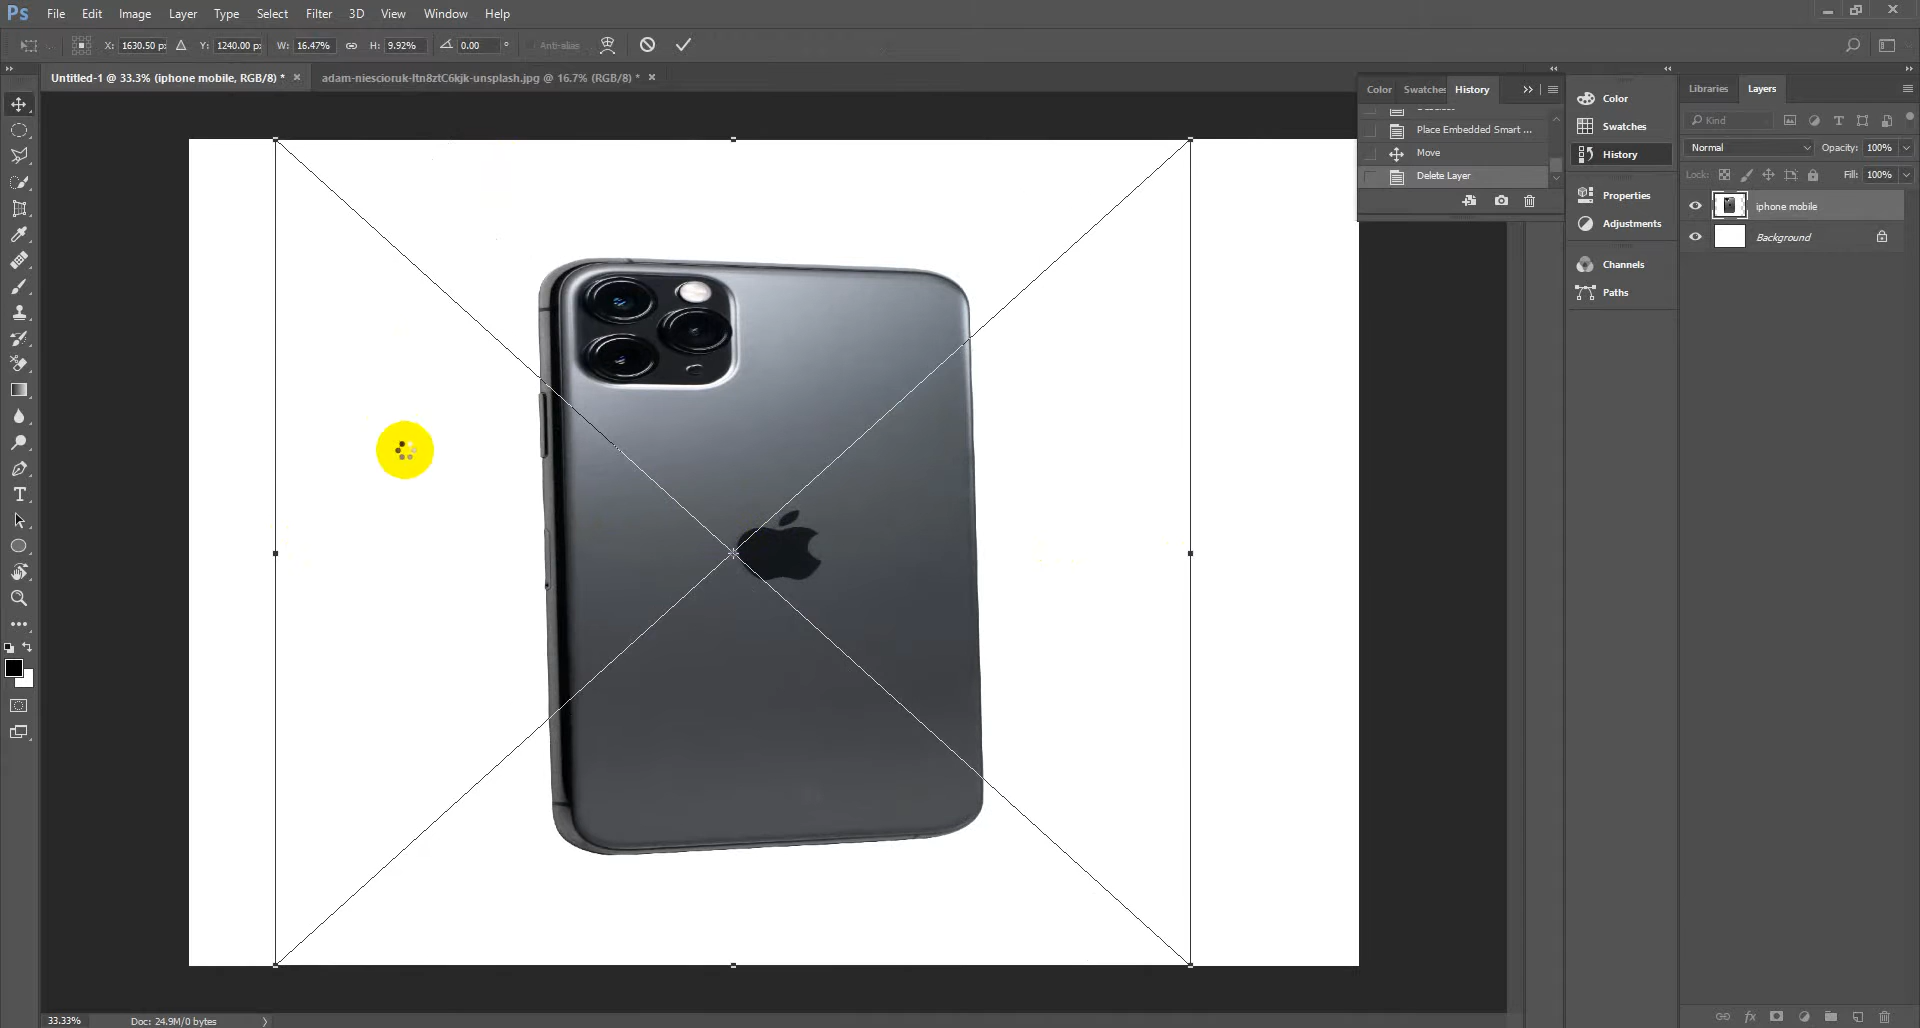 Ps File Edit Image Layer Type Select Filter 3D View Window Help
X: 1630.50 px Y: 1240.00 px W: 16.47% H: 9.92% 0.00 ° Anti-alias
Untitled-1 @ 33.3% (iphone mobile, RGB/8) * × adam-niescioruk-ltn8ztC6kjk-unsplash.jpg @ 16.7% (RGB/8) * ×
Color Swatches History
Place Embedded Smart ...
Move
Delete Layer
Color
Swatches
History
Properties
Adjustments
Channels
Paths
Libraries Layers
Kind
Normal Opacity: 100%
Lock: Fill: 100%
iphone mobile
Background
33.33% Doc: 24.9M/0 bytes